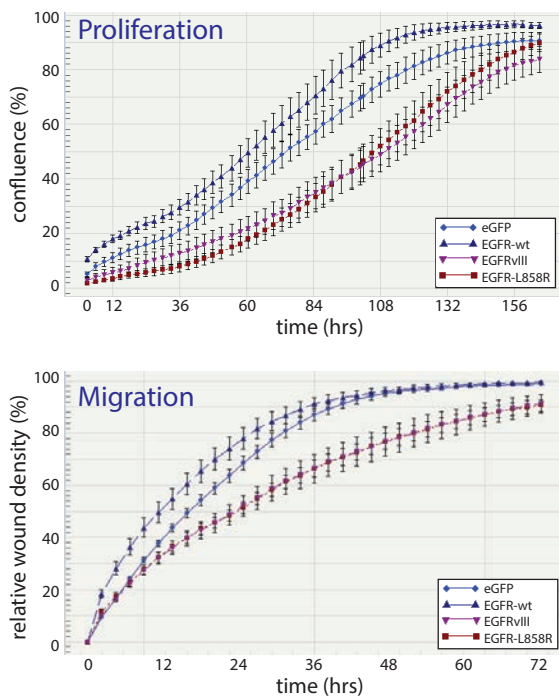 Proliferation
confluence (%)
100
80
60
40
20
0
0 12 36 60 84 108 132 156
time (hrs)
eGFP
EGFR-wt
EGFRvIII
EGFR-L858R
Migration
relative wound density (%)
100
80
60
40
20
0
0 12 24 36 48 60 72
time (hrs)
eGFP
EGFR-wt
EGFRvIII
EGFR-L858R